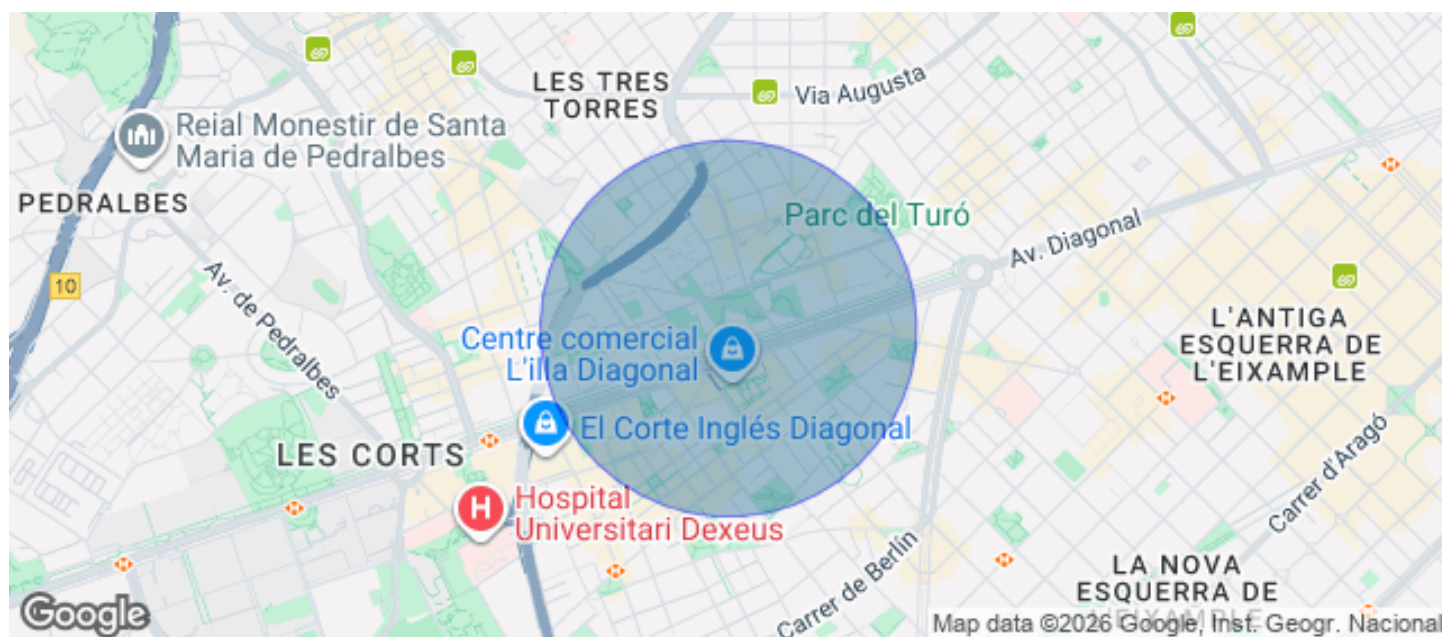 LES TRES
TORRES
Via Augusta
Reial Monestir de Santa
Maria de Pedralbes
PEDRALBES
Parc del Turó
Av. Diagonal
10
Av. de Pedralbes
Centre comercial
L'illa Diagonal
L'ANTIGA
ESQUERRA DE
L'EIXAMPLE
El Corte Inglés Diagonal
LES CORTS
Carrer d'Aragó
H
Hospital
Universitari Dexeus
Carrer de Berlín
LA NOVA
ESQUERRA DE
L'EIXAMPLE
Google
Map data ©2026 Google, Inst. Geogr. Nacional